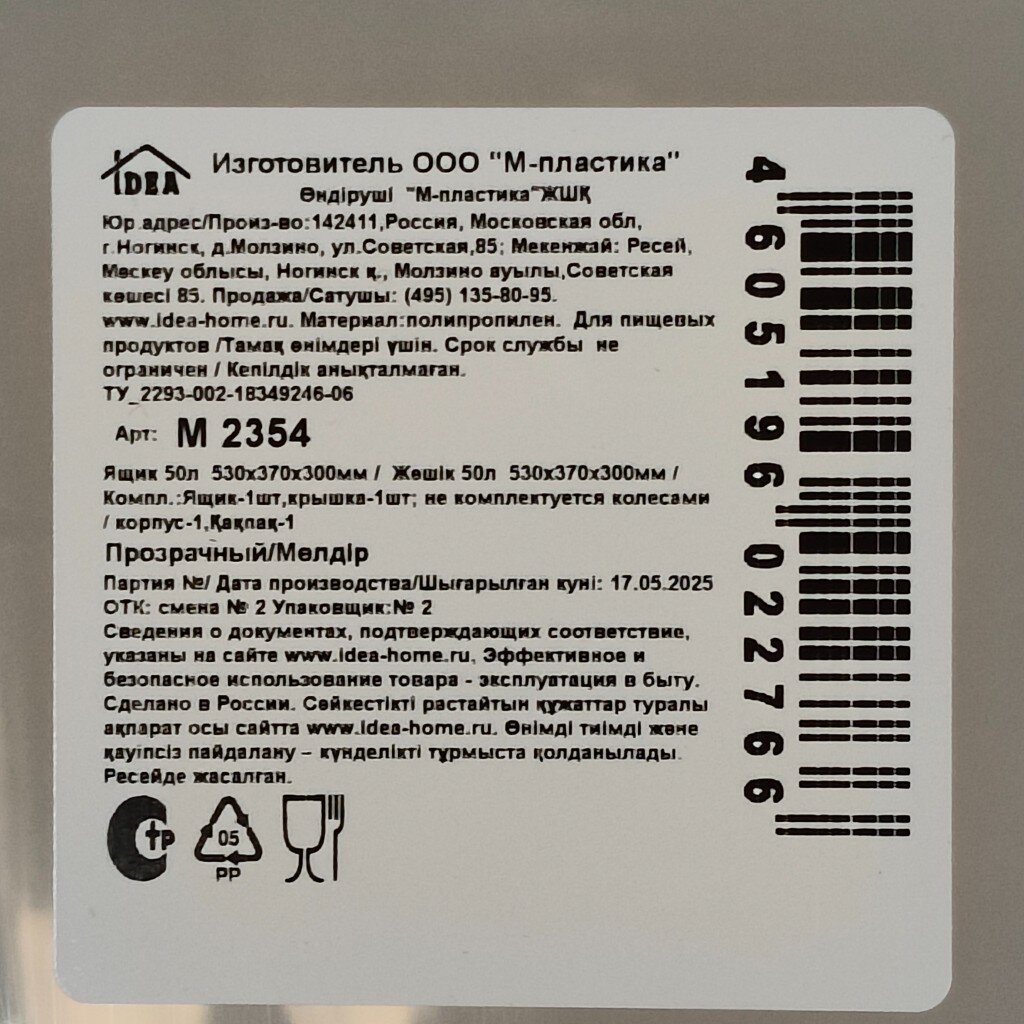 IDEA
Изготовитель ООО "М-пластика"
Өндіруші "М-пластика"ЖШҚ
Юр адрес/Произ-во:142411,Россия, Московская обл,
г.Ногинск, д.Молзино, ул.Советская,85; Мекенжай: Ресей,
Мәскеу облысы, Ногинск қ., Молзино ауылы,Советская
көшесі 85. Продажа/Сатушы: (495) 135-80-95.
www.idea-home.ru. Материал:полипропилен. Для пищевых
продуктов /Тамақ өнімдері үшін. Срок службы не
ограничен / Кепілдік анықталмаған.
ТУ_2293-002-18349246-06
Арт: М 2354
Ящик 50л 530х370х300мм / Жәшік 50л 530х370х300мм /
Компл.:Ящик-1шт,крышка-1шт; не комплектуется колесами
/ корпус-1,Қақпақ-1
Прозрачный/Мөлдір
Партия №/ Дата производства/Шығарылған күні: 17.05.2025
ОТК: смена № 2 Упаковщик:№ 2
Сведения о документах, подтверждающих соответствие,
указаны на сайте www.idea-home.ru, Эффективное и
безопасное использование товара - эксплуатация в быту.
Сделано в России. Сәйкестікті растайтын құжаттар туралы
ақпарат осы сайтта www.idea-home.ru. Өнімді тиімді және
қауіпсіз пайдалану – күнделікті тұрмыста қолданылады.
Ресейде жасалған.
СТР
05
PP
4 605196 022766